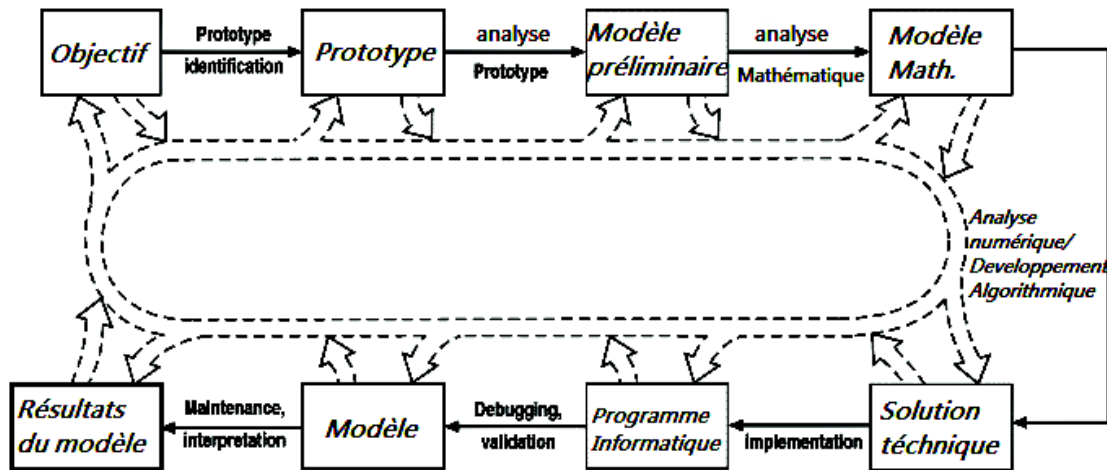 Objectif
Prototype
identification
Prototype
analyse
Prototype
Modèle
préliminaire
analyse
Mathématique
Modèle
Math.
Analyse
numérique/
Developpement
Algorithmique
Résultats
du modèle
Maintenance,
interpretation
Modèle
Debugging,
validation
Programme
Informatique
implementation
Solution
téchnique